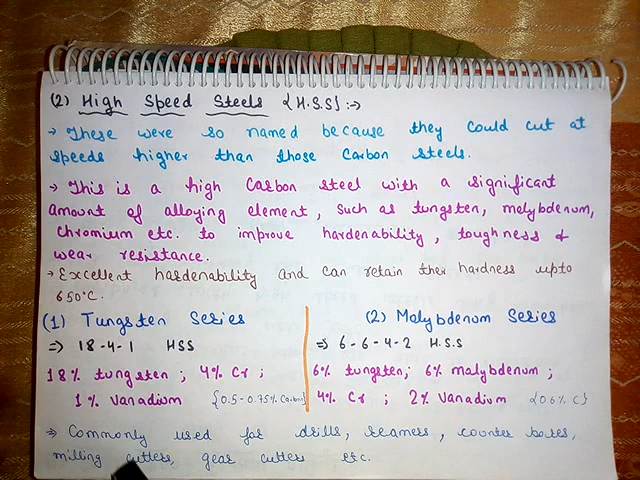 (2) High Speed Steels {H.S.S} :→
→ These were so named because they could cut at
speeds higher than those Carbon steels.
→ This is a high Carbon steel with a significant
amount of alloying element, such as tungsten, molybdenum,
chromium etc. to improve hardenability, toughness &
wear resistance.
→ Excellent hardenability and can retain their hardness upto
650°C.
(1) Tungsten Series
⇒ 18-4-1 HSS
18% tungsten ; 4% Cr ;
1% Vanadium {0.5-0.75% Carbon}
(2) Molybdenum Series
⇒ 6-6-4-2 H.S.S
6% tungsten; 6% molybdenum ;
4% Cr ; 2% Vanadium {0.6% C}
⇒ Commonly used for drills, reamers, counter bores,
milling cutters, gear cutters etc.